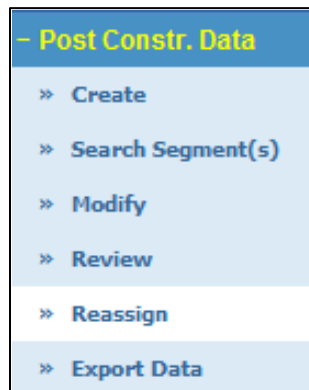 − Post Constr. Data
» Create
» Search Segment(s)
» Modify
» Review
» Reassign
» Export Data